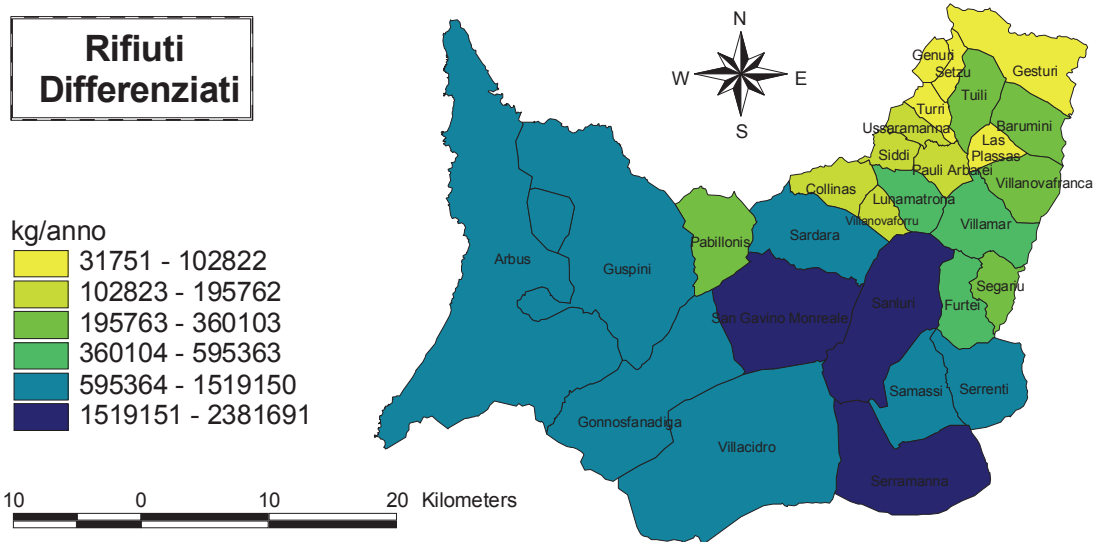 Rifiuti
Differenziati
N
W E
S
kg/anno
31751 - 102822
102823 - 195762
195763 - 360103
360104 - 595363
595364 - 1519150
1519151 - 2381691
10 0 10 20 Kilometers
Genuri
Setzu
Gesturi
Tuili
Turri
Barumini
Ussaramanna
Las
Plassas
Siddi
Pauli Arbarei
Villanovafranca
Collinas
Lunamatrona
Villanovaforru
Villamar
Pabillonis
Sardara
Arbus
Guspini
Segariu
Sanluri
Furtei
San Gavino Monreale
Samassi
Serrenti
Gonnosfanadiga
Villacidro
Serramanna